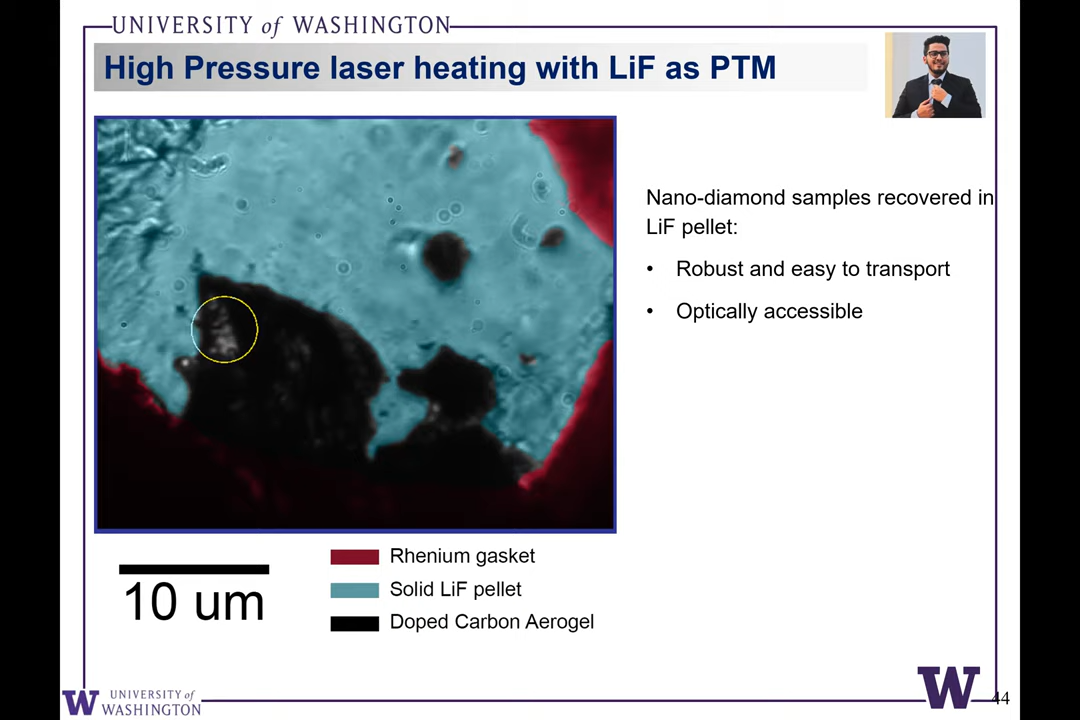 UNIVERSITY of WASHINGTON
High Pressure laser heating with LiF as PTM
Nano-diamond samples recovered in
LiF pellet:
• Robust and easy to transport
• Optically accessible
10 um
Rhenium gasket
Solid LiF pellet
Doped Carbon Aerogel
W UNIVERSITY of
WASHINGTON
W
44